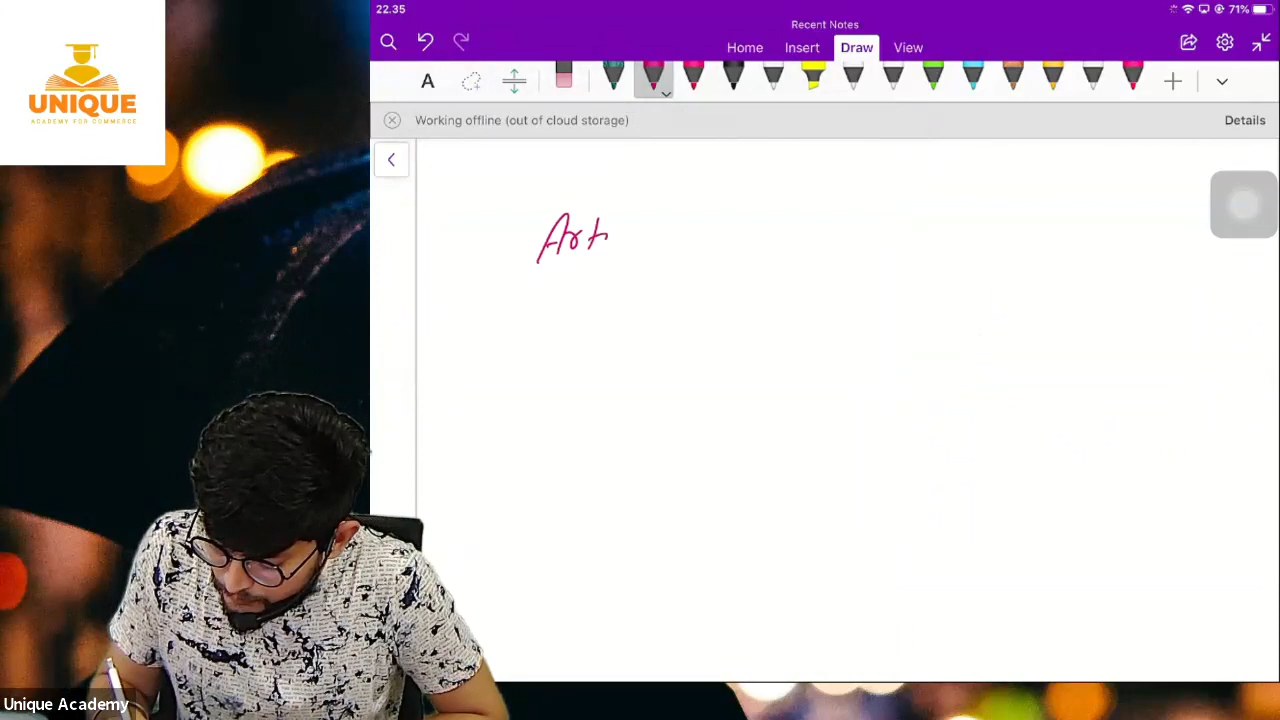 UNIQUE
ACADEMY FOR COMMERCE
22.35
71%
Recent Notes
Home Insert Draw View
A
Working offline (out of cloud storage)
Details
Art
Unique Academy